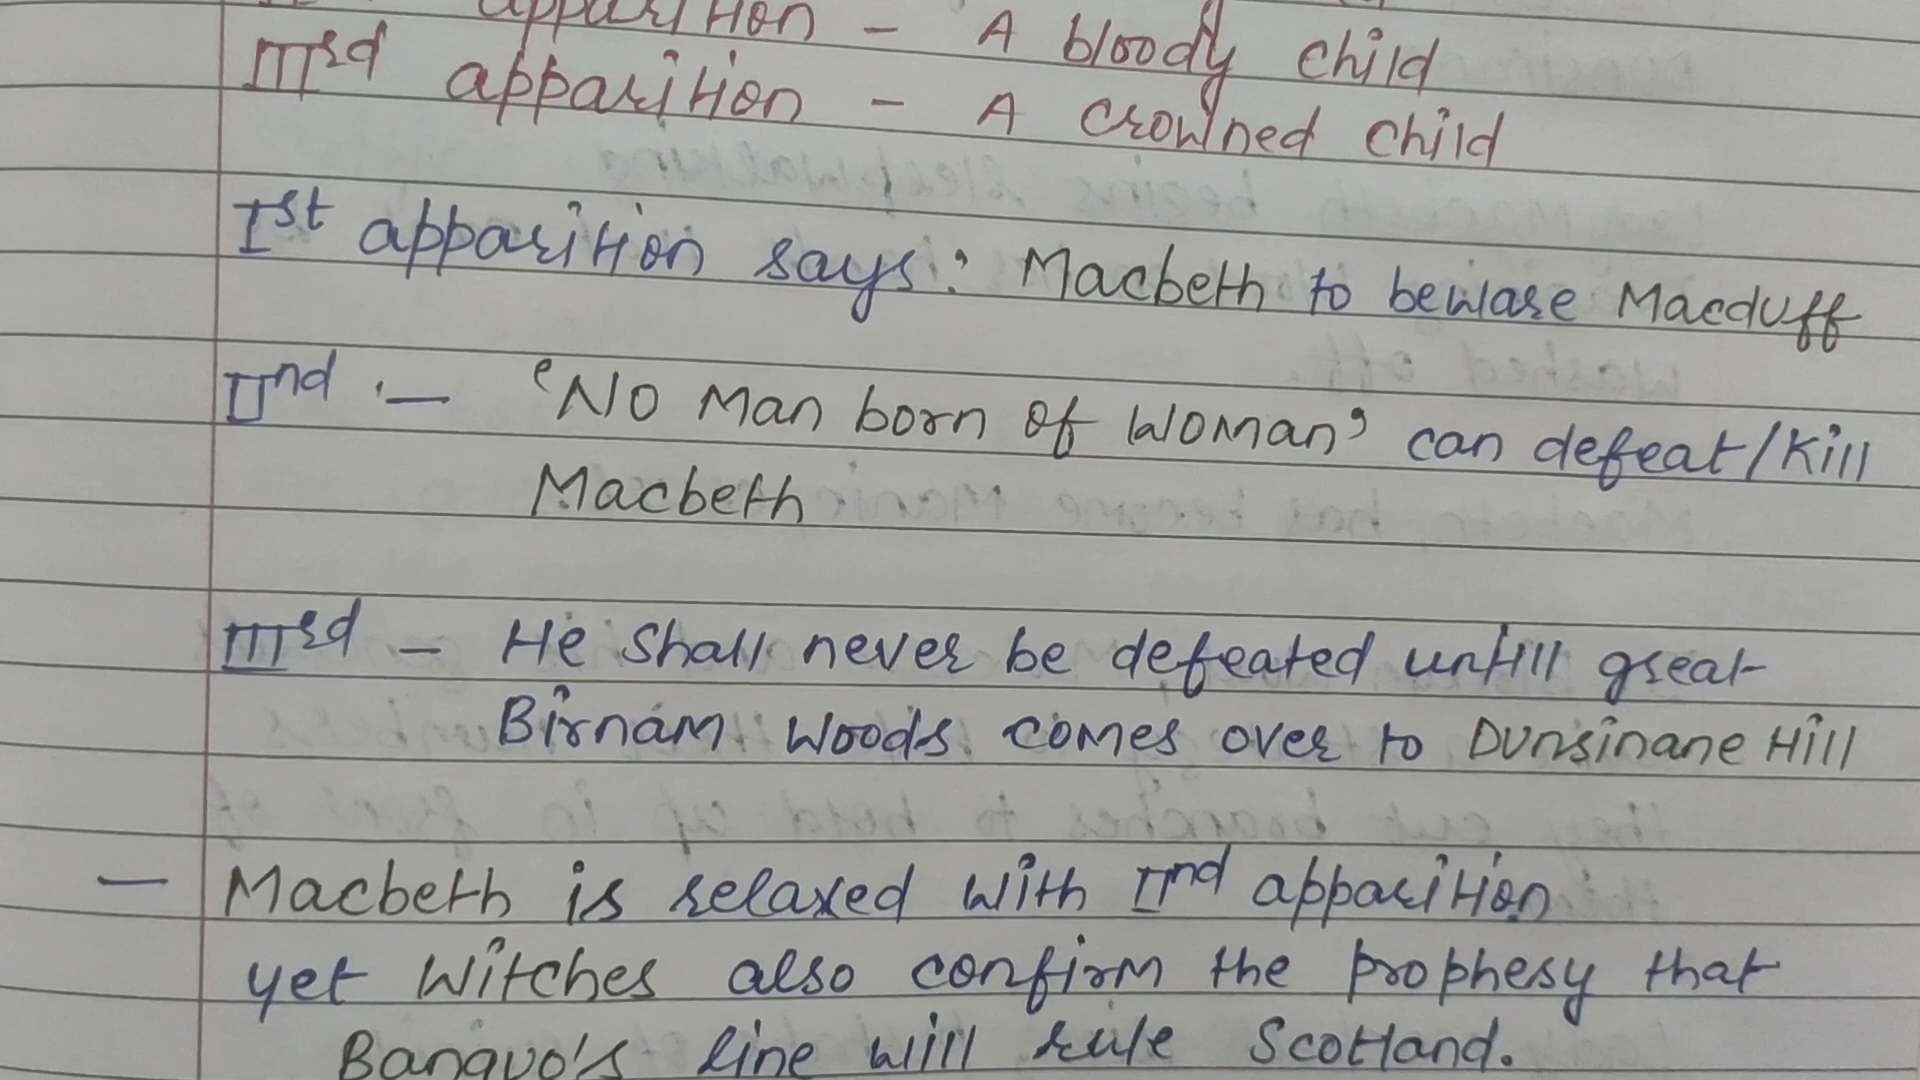 apparition - A bloody child
IIIrd apparition - A crowned child
Ist apparition says: Macbeth to beware Macduff
IInd :- 'No Man born of Woman' can defeat/Kill
Macbeth
IIIrd - He shall never be defeated untill great
Birnam Woods comes over to Dunsinane Hill
- Macbeth is relaxed with IInd apparition
yet Witches also confirm the prophesy that
Banquo's line will rule Scotland.